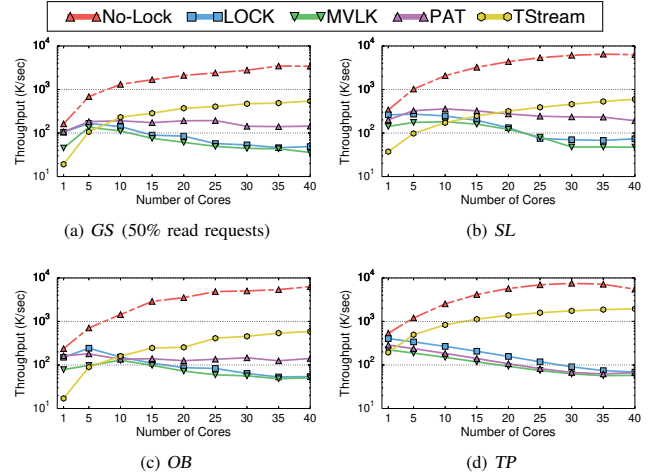 No-Lock LOCK MVLK PAT TStream
Throughput (K/sec)
10^4
10^3
10^2
10^1
1 5 10 15 20 25 30 35 40
Number of Cores
(a) GS (50% read requests)
Throughput (K/sec)
10^4
10^3
10^2
10^1
1 5 10 15 20 25 30 35 40
Number of Cores
(b) SL
Throughput (K/sec)
10^4
10^3
10^2
10^1
1 5 10 15 20 25 30 35 40
Number of Cores
(c) OB
Throughput (K/sec)
10^4
10^3
10^2
10^1
1 5 10 15 20 25 30 35 40
Number of Cores
(d) TP